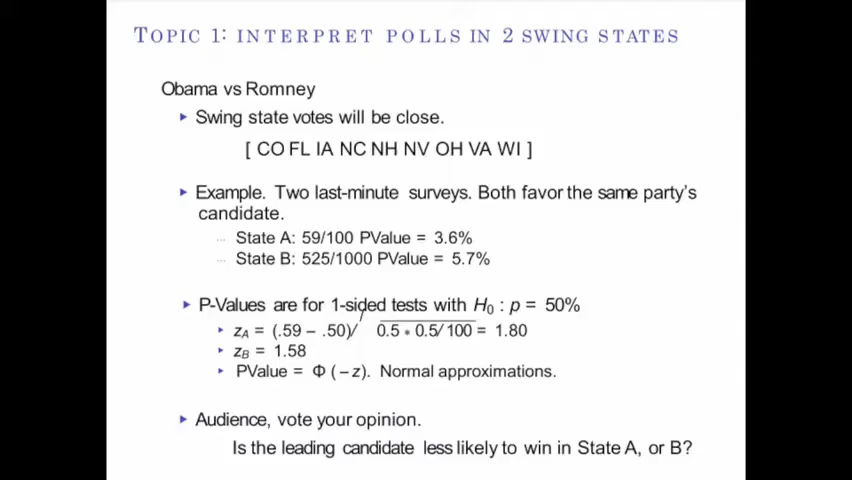 TOPIC 1: INTERPRET POLLS IN 2 SWING STATES
Obama vs Romney
Swing state votes will be close.
[ CO FL IA NC NH NV OH VA WI ]
Example. Two last-minute surveys. Both favor the same party's
candidate.
State A: 59/100 PValue = 3.6%
State B: 525/1000 PValue = 5.7%
P-Values are for 1-sided tests with H₀ : p = 50%
z_A = (.59 − .50)/√0.5 * 0.5/100 = 1.80
z_B = 1.58
PValue = Φ (−z). Normal approximations.
Audience, vote your opinion.
Is the leading candidate less likely to win in State A, or B?